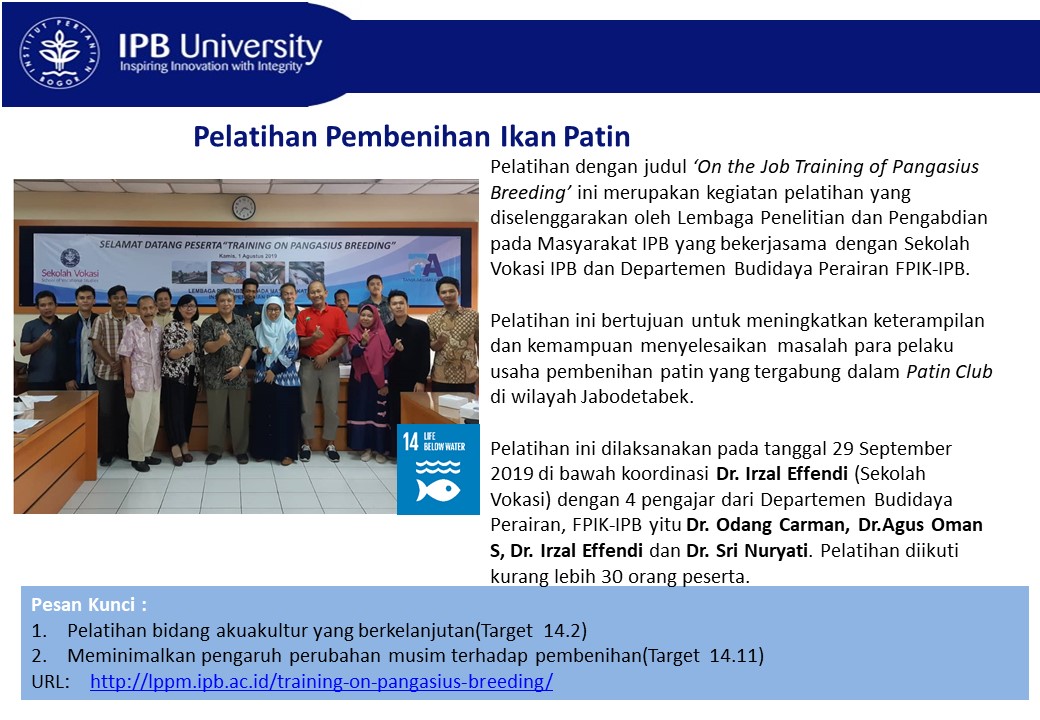 INSTITUT PERTANIAN BOGOR
IPB University
Inspiring Innovation with Integrity
Pelatihan Pembenihan Ikan Patin
SELAMAT DATANG PESERTA"TRAINING ON PANGASIUS BREEDING"
Kamis, 1 Agustus 2019
Sekolah Vokasi
14 LIFE
BELOW WATER
Pelatihan dengan judul ‘On the Job Training of Pangasius
Breeding’ ini merupakan kegiatan pelatihan yang
diselenggarakan oleh Lembaga Penelitian dan Pengabdian
pada Masyarakat IPB yang bekerjasama dengan Sekolah
Vokasi IPB dan Departemen Budidaya Perairan FPIK-IPB.
Pelatihan ini bertujuan untuk meningkatkan keterampilan
dan kemampuan menyelesaikan masalah para pelaku
usaha pembenihan patin yang tergabung dalam Patin Club
di wilayah Jabodetabek.
Pelatihan ini dilaksanakan pada tanggal 29 September
2019 di bawah koordinasi Dr. Irzal Effendi (Sekolah
Vokasi) dengan 4 pengajar dari Departemen Budidaya
Perairan, FPIK-IPB yitu Dr. Odang Carman, Dr.Agus Oman
S, Dr. Irzal Effendi dan Dr. Sri Nuryati. Pelatihan diikuti
kurang lebih 30 orang peserta.
Pesan Kunci :
1. Pelatihan bidang akuakultur yang berkelanjutan(Target 14.2)
2. Meminimalkan pengaruh perubahan musim terhadap pembenihan(Target 14.11)
URL: http://lppm.ipb.ac.id/training-on-pangasius-breeding/